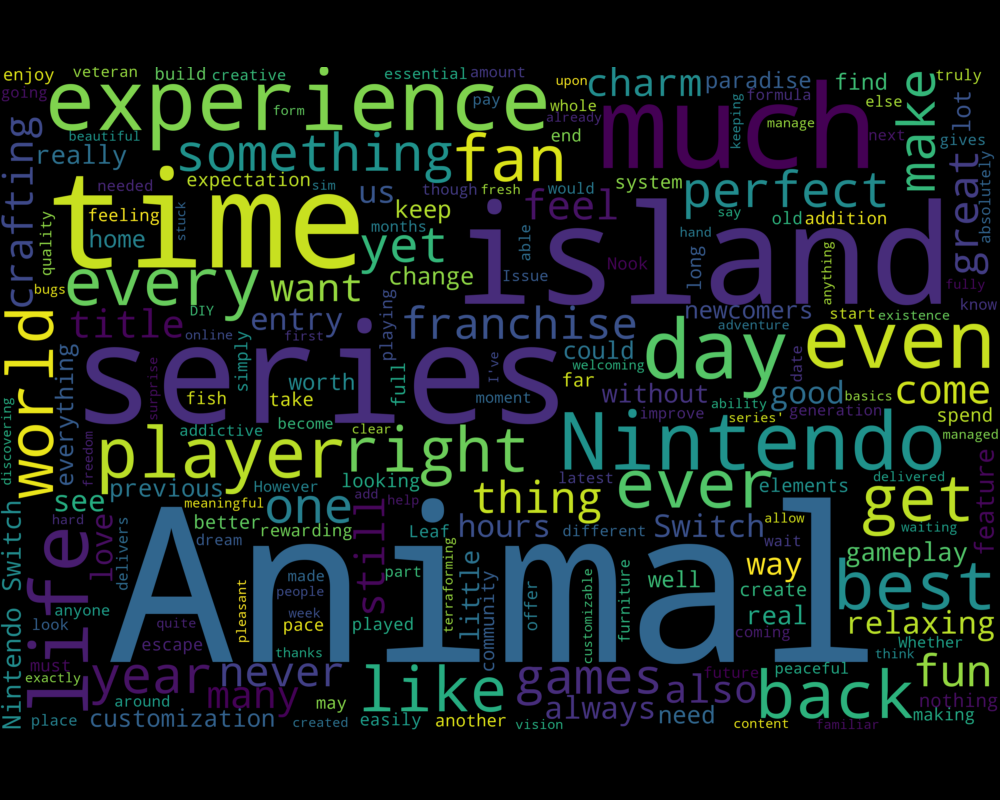 enjoy veteran build creative essential amount upon charm paradise find truly
going experience form pay whole already much formula else make lot
beautiful something fan end keeping manage next gives
crafting really needed expectation sim us though fresh would system perfect great absolutely
time feeling stuck keep feel say old addition
quality home yet months able hand island
every want change Issue Nook long anything fully know
bugs DIY entry playing franchise newcomers start existence
world title online first could adventure day even
everything surprise simply series full I've welcoming far without date good come
fish take worth moment improve ability generation basics spend
discovering freedom addictive become clear Nintendo series' managed
player right looking latest ever elements delivered get feature
see previous However thing
hard meaningful one add help hours different Switch allow waiting
love better rewarding still Leaf wait gameplay
Nintendo Switch life delivers dream Animal terraforming little community offer customizable furniture well way best
anyone made people part create relaxing
look quite pleasant week pace played real Whether
must escape thanks coming think
exactly year never like games also future peaceful fun
around many may always need back nothing
place customization created easily another vision content familiar making